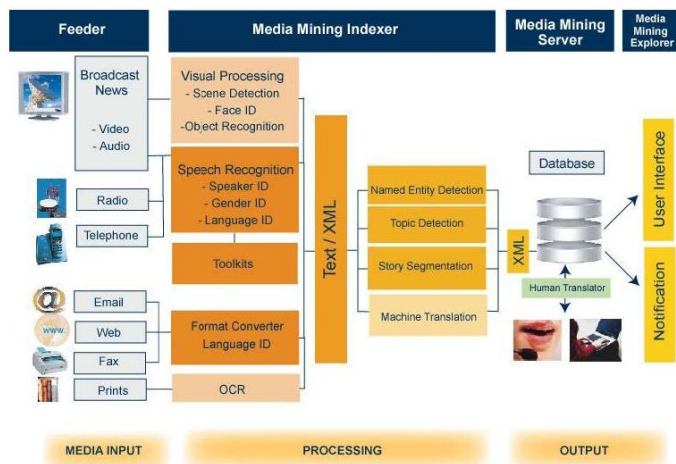 Feeder
Media Mining Indexer
Media Mining
Server
Media
Mining
Explorer
Broadcast
News
- Video
- Audio
Radio
Telephone
@
Email
www.
Web
Fax
Prints
Visual Processing
- Scene Detection
- Face ID
-Object Recognition
Speech Recognition
- Speaker ID
- Gender ID
- Language ID
Toolkits
Format Converter
Language ID
OCR
Text / XML
Named Entity Detection
Topic Detection
Story Segmentation
Machine Translation
XML
Database
Human Translator
User Interface
Notification
MEDIA INPUT
PROCESSING
OUTPUT